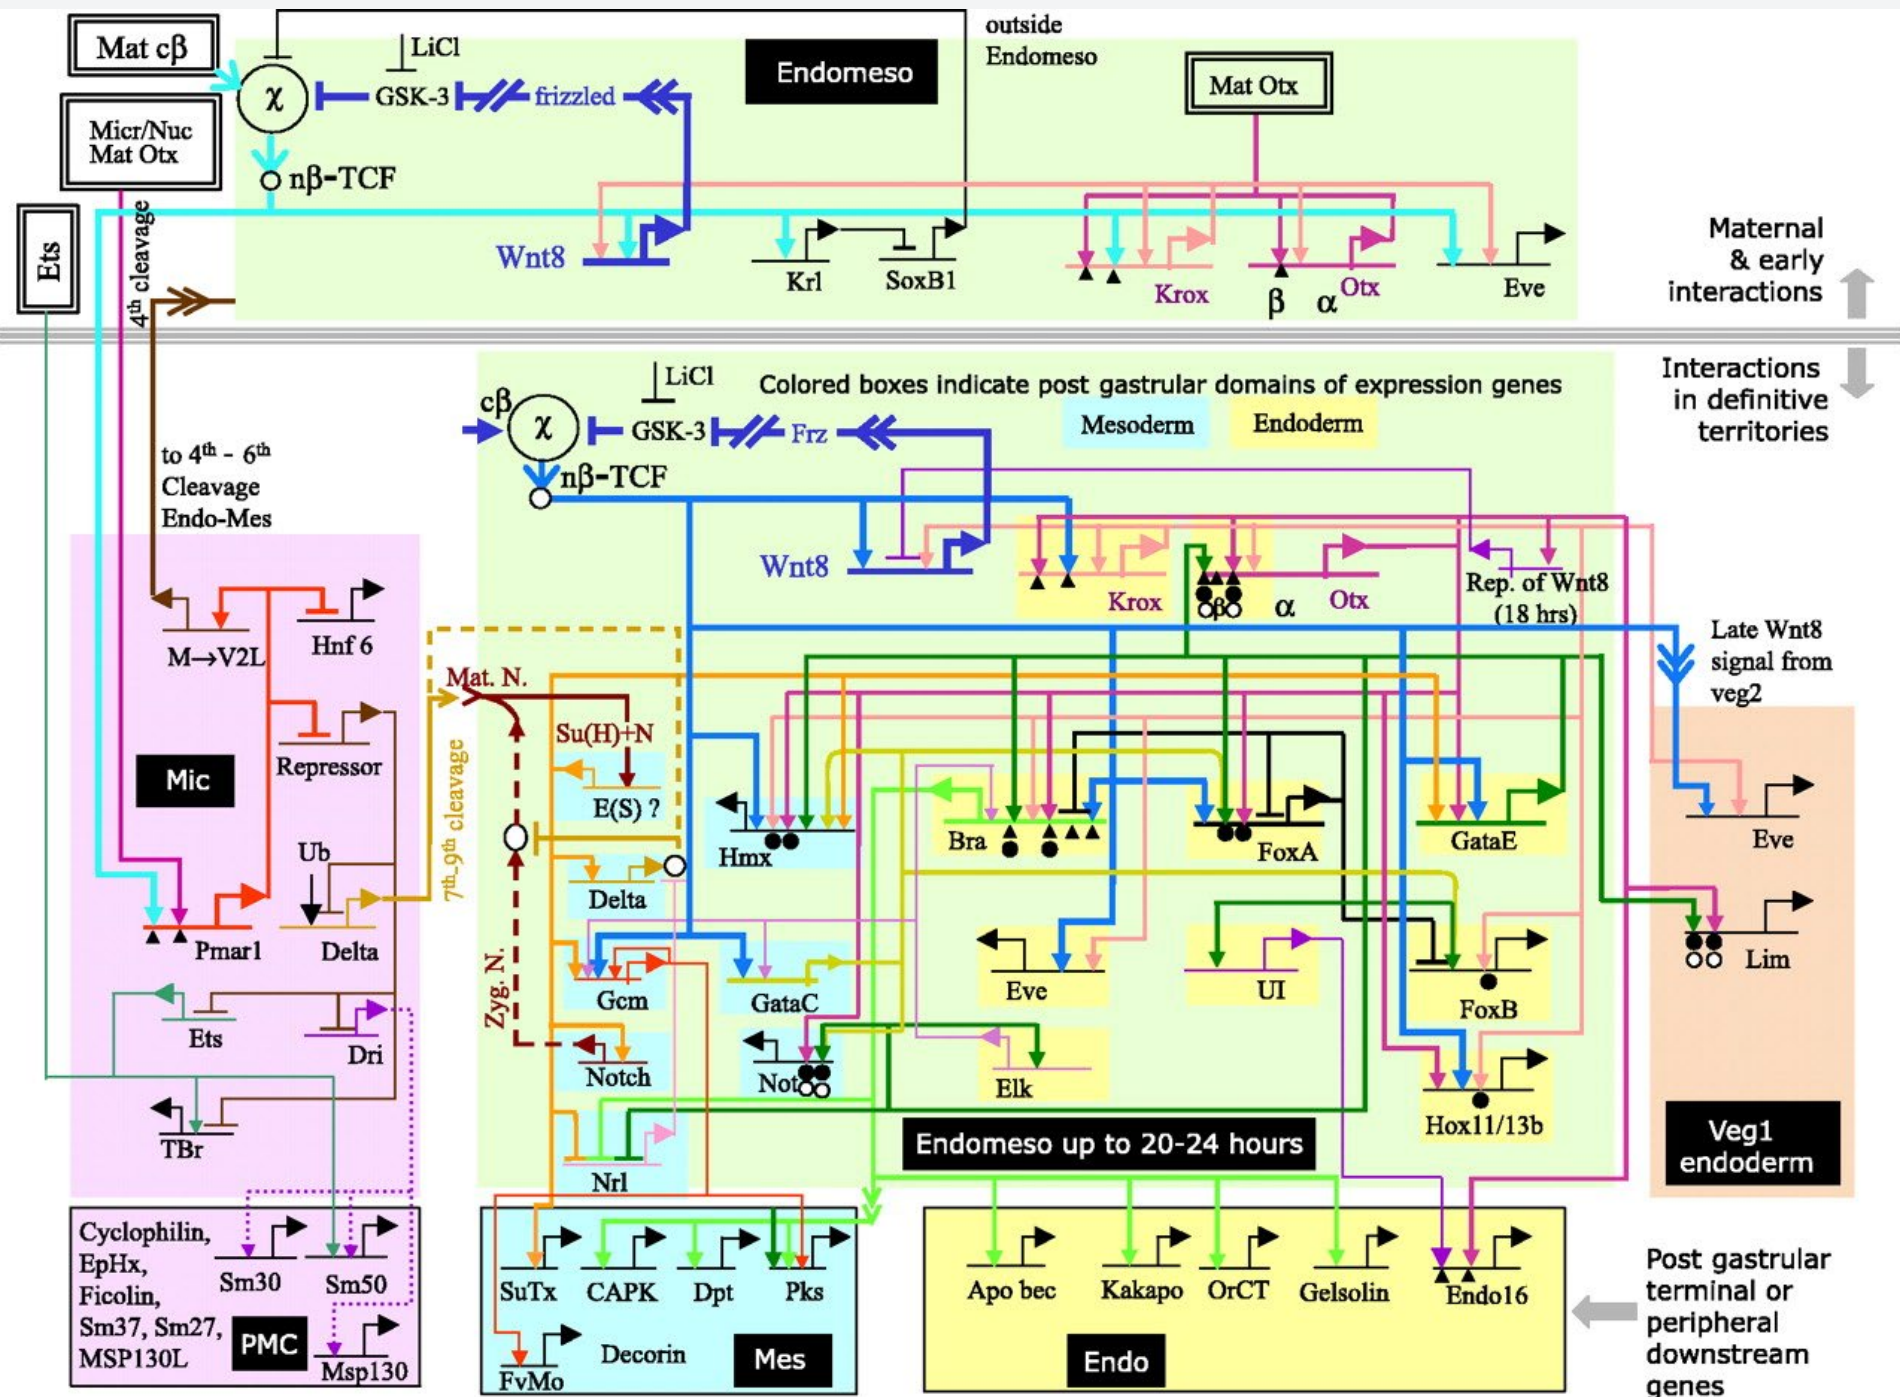 Mat cβ
LiCl
outside
Endomeso
Endomeso
χ
GSK-3
frizzled
Mat Otx
Micr/Nuc
Mat Otx
nβ-TCF
Ets
4th cleavage
Wnt8
Krl
SoxB1
Krox
β
α
Otx
Eve
Maternal
& early
interactions
Interactions
in definitive
territories
LiCl
Colored boxes indicate post gastrular domains of expression genes
cβ
χ
GSK-3
Frz
Mesoderm
Endoderm
nβ-TCF
to 4th - 6th
Cleavage
Endo-Mes
Wnt8
Krox
β
α
Otx
Rep. of Wnt8
(18 hrs)
M→V2L
Hnf 6
Late Wnt8
signal from
veg2
Mat. N.
Su(H)+N
Repressor
Mic
7th-9th cleavage
E(S) ?
Hmx
Bra
FoxA
GataE
Eve
Ub
Delta
Pmar1
Delta
Zyg. N.
Gcm
GataC
Eve
UI
FoxB
Lim
Ets
Dri
Notch
Not
Elk
Hox11/13b
TBr
Nrl
Endomeso up to 20-24 hours
Veg1
endoderm
Cyclophilin,
EpHx,
Ficolin,
Sm37, Sm27,
MSP130L
Sm30
Sm50
PMC
Msp130
SuTx
CAPK
Dpt
Pks
FvMo
Decorin
Mes
Apo bec
Kakapo
OrCT
Gelsolin
Endo16
Endo
Post gastrular
terminal or
peripheral
downstream
genes